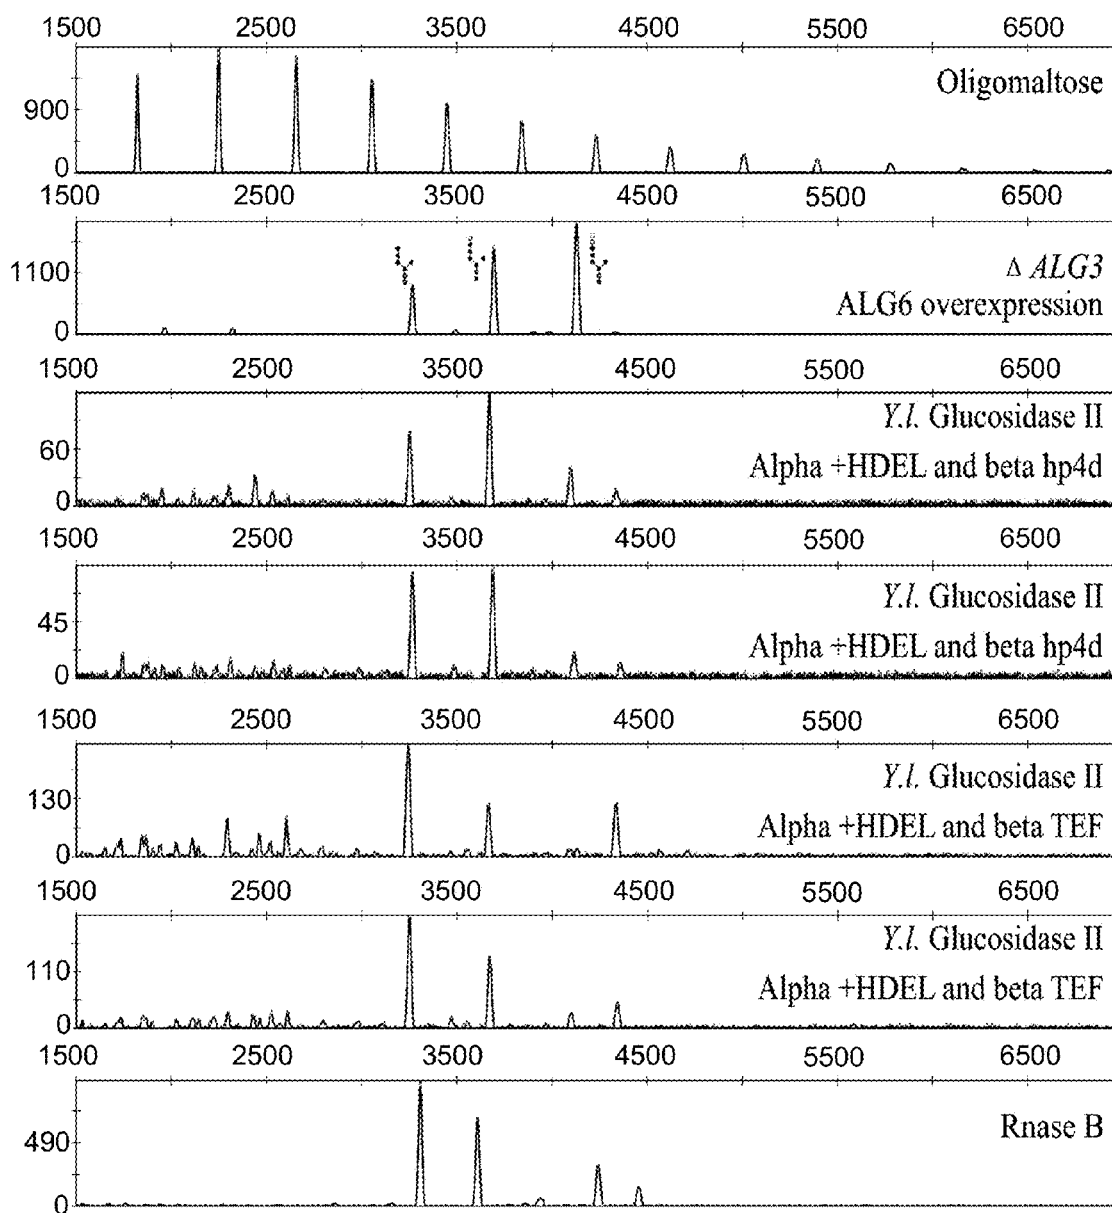 1500 2500 3500 4500 5500 6500
Oligomaltose
900
0
1500 2500 3500 4500 5500 6500
Δ ALG3
1100
ALG6 overexpression
0
1500 2500 3500 4500 5500 6500
Y.l. Glucosidase II
60
Alpha +HDEL and beta hp4d
0
1500 2500 3500 4500 5500 6500
Y.l. Glucosidase II
45
Alpha +HDEL and beta hp4d
0
1500 2500 3500 4500 5500 6500
Y.l. Glucosidase II
130
Alpha +HDEL and beta TEF
0
1500 2500 3500 4500 5500 6500
Y.l. Glucosidase II
110
Alpha +HDEL and beta TEF
0
1500 2500 3500 4500 5500 6500
Rnase B
490
0